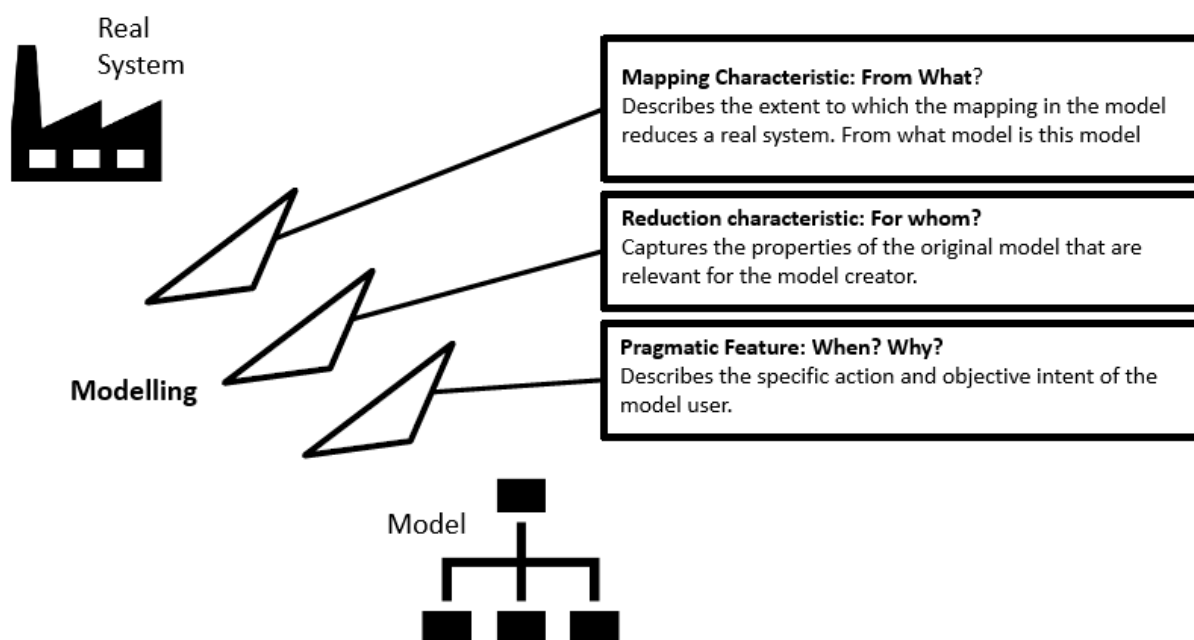 Real
System
Mapping Characteristic: From What?
Describes the extent to which the mapping in the model
reduces a real system. From what model is this model
Reduction characteristic: For whom?
Captures the properties of the original model that are
relevant for the model creator.
Pragmatic Feature: When? Why?
Describes the specific action and objective intent of the
model user.
Modelling
Model